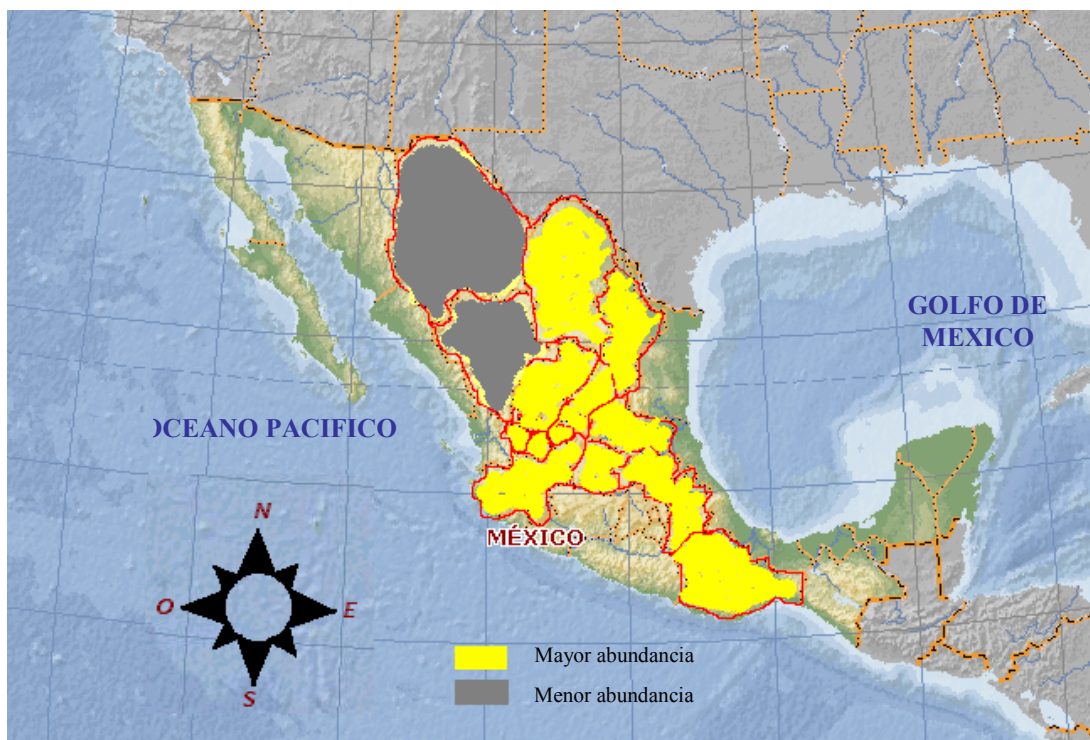 GOLFO DE
MEXICO
OCEANO PACIFICO
N
MÉXICO
O
E
S
Mayor abundancia
Menor abundancia